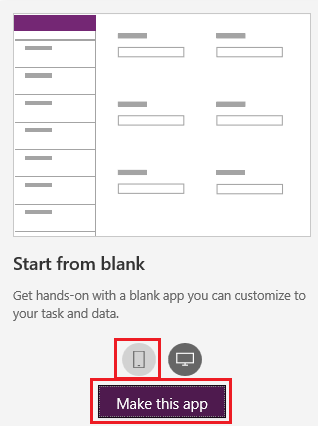 Start from blank
Get hands-on with a blank app you can customize to
your task and data.
Make this app